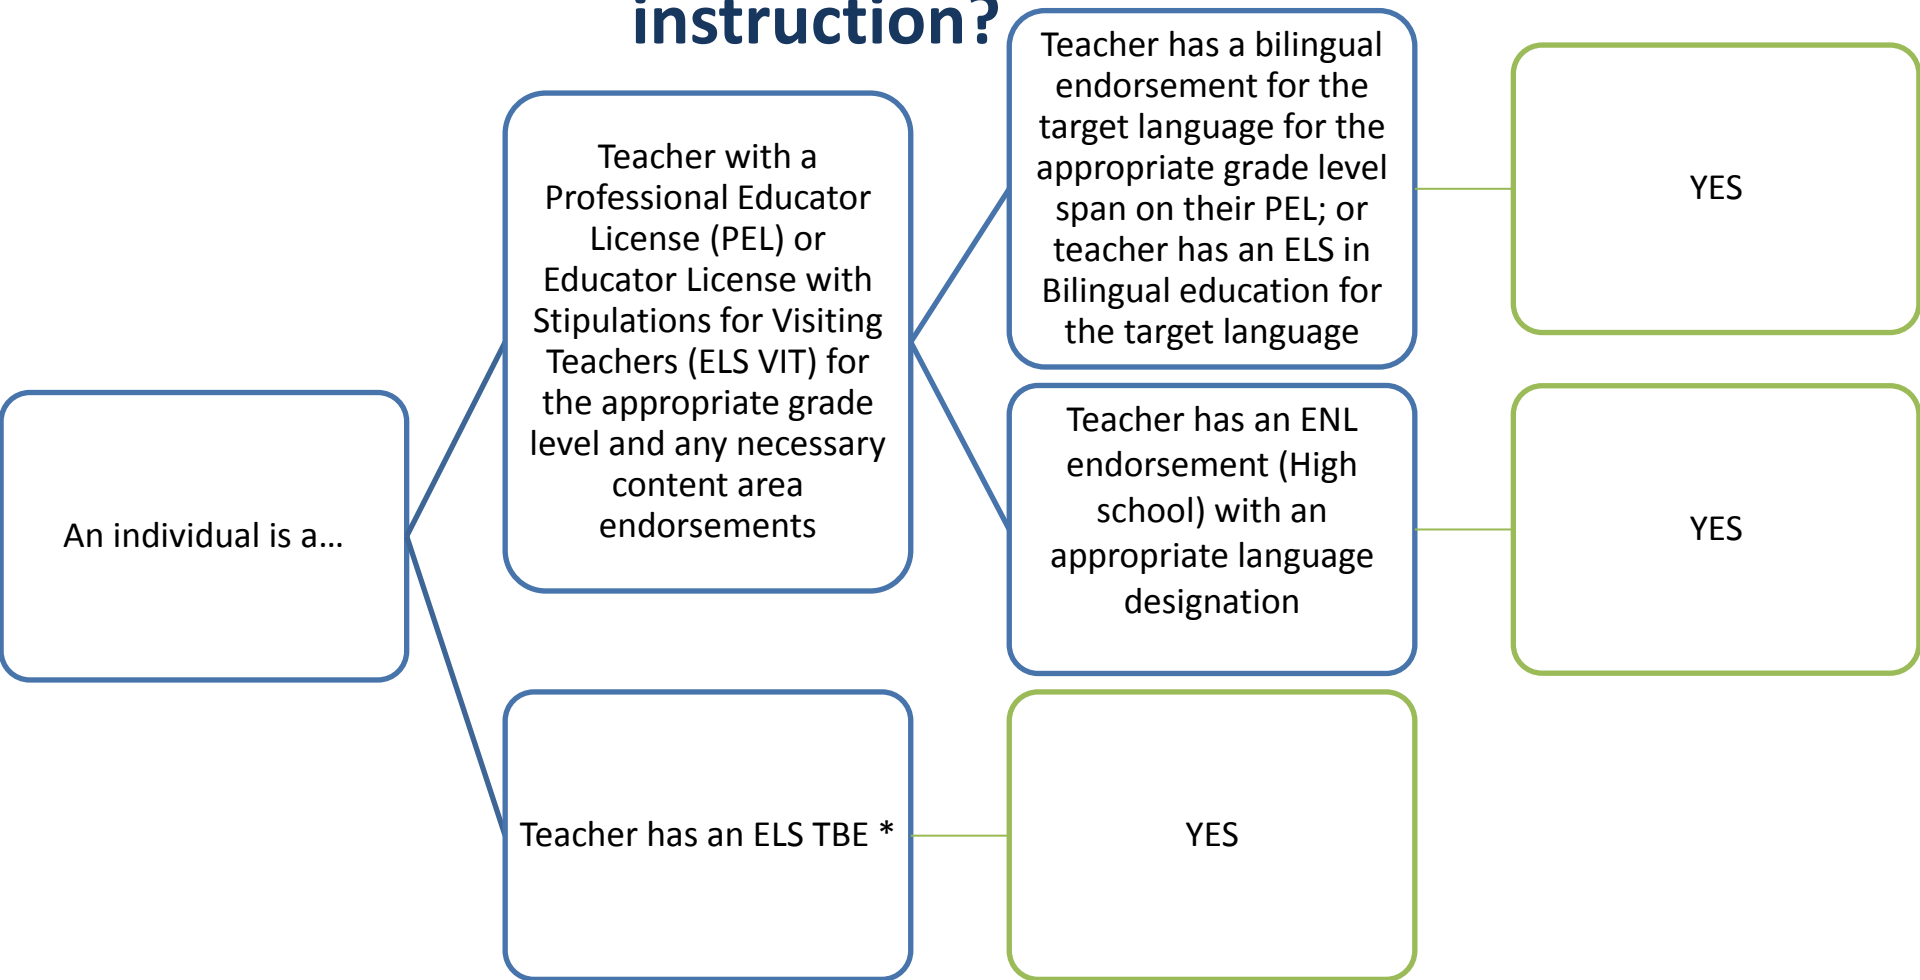 instruction?
An individual is a...
Teacher with a
Professional Educator
License (PEL) or
Educator License with
Stipulations for Visiting
Teachers (ELS VIT) for
the appropriate grade
level and any necessary
content area
endorsements
Teacher has a bilingual
endorsement for the
target language for the
appropriate grade level
span on their PEL; or
teacher has an ELS in
Bilingual education for
the target language
YES
Teacher has an ENL
endorsement (High
school) with an
appropriate language
designation
YES
Teacher has an ELS TBE *
YES